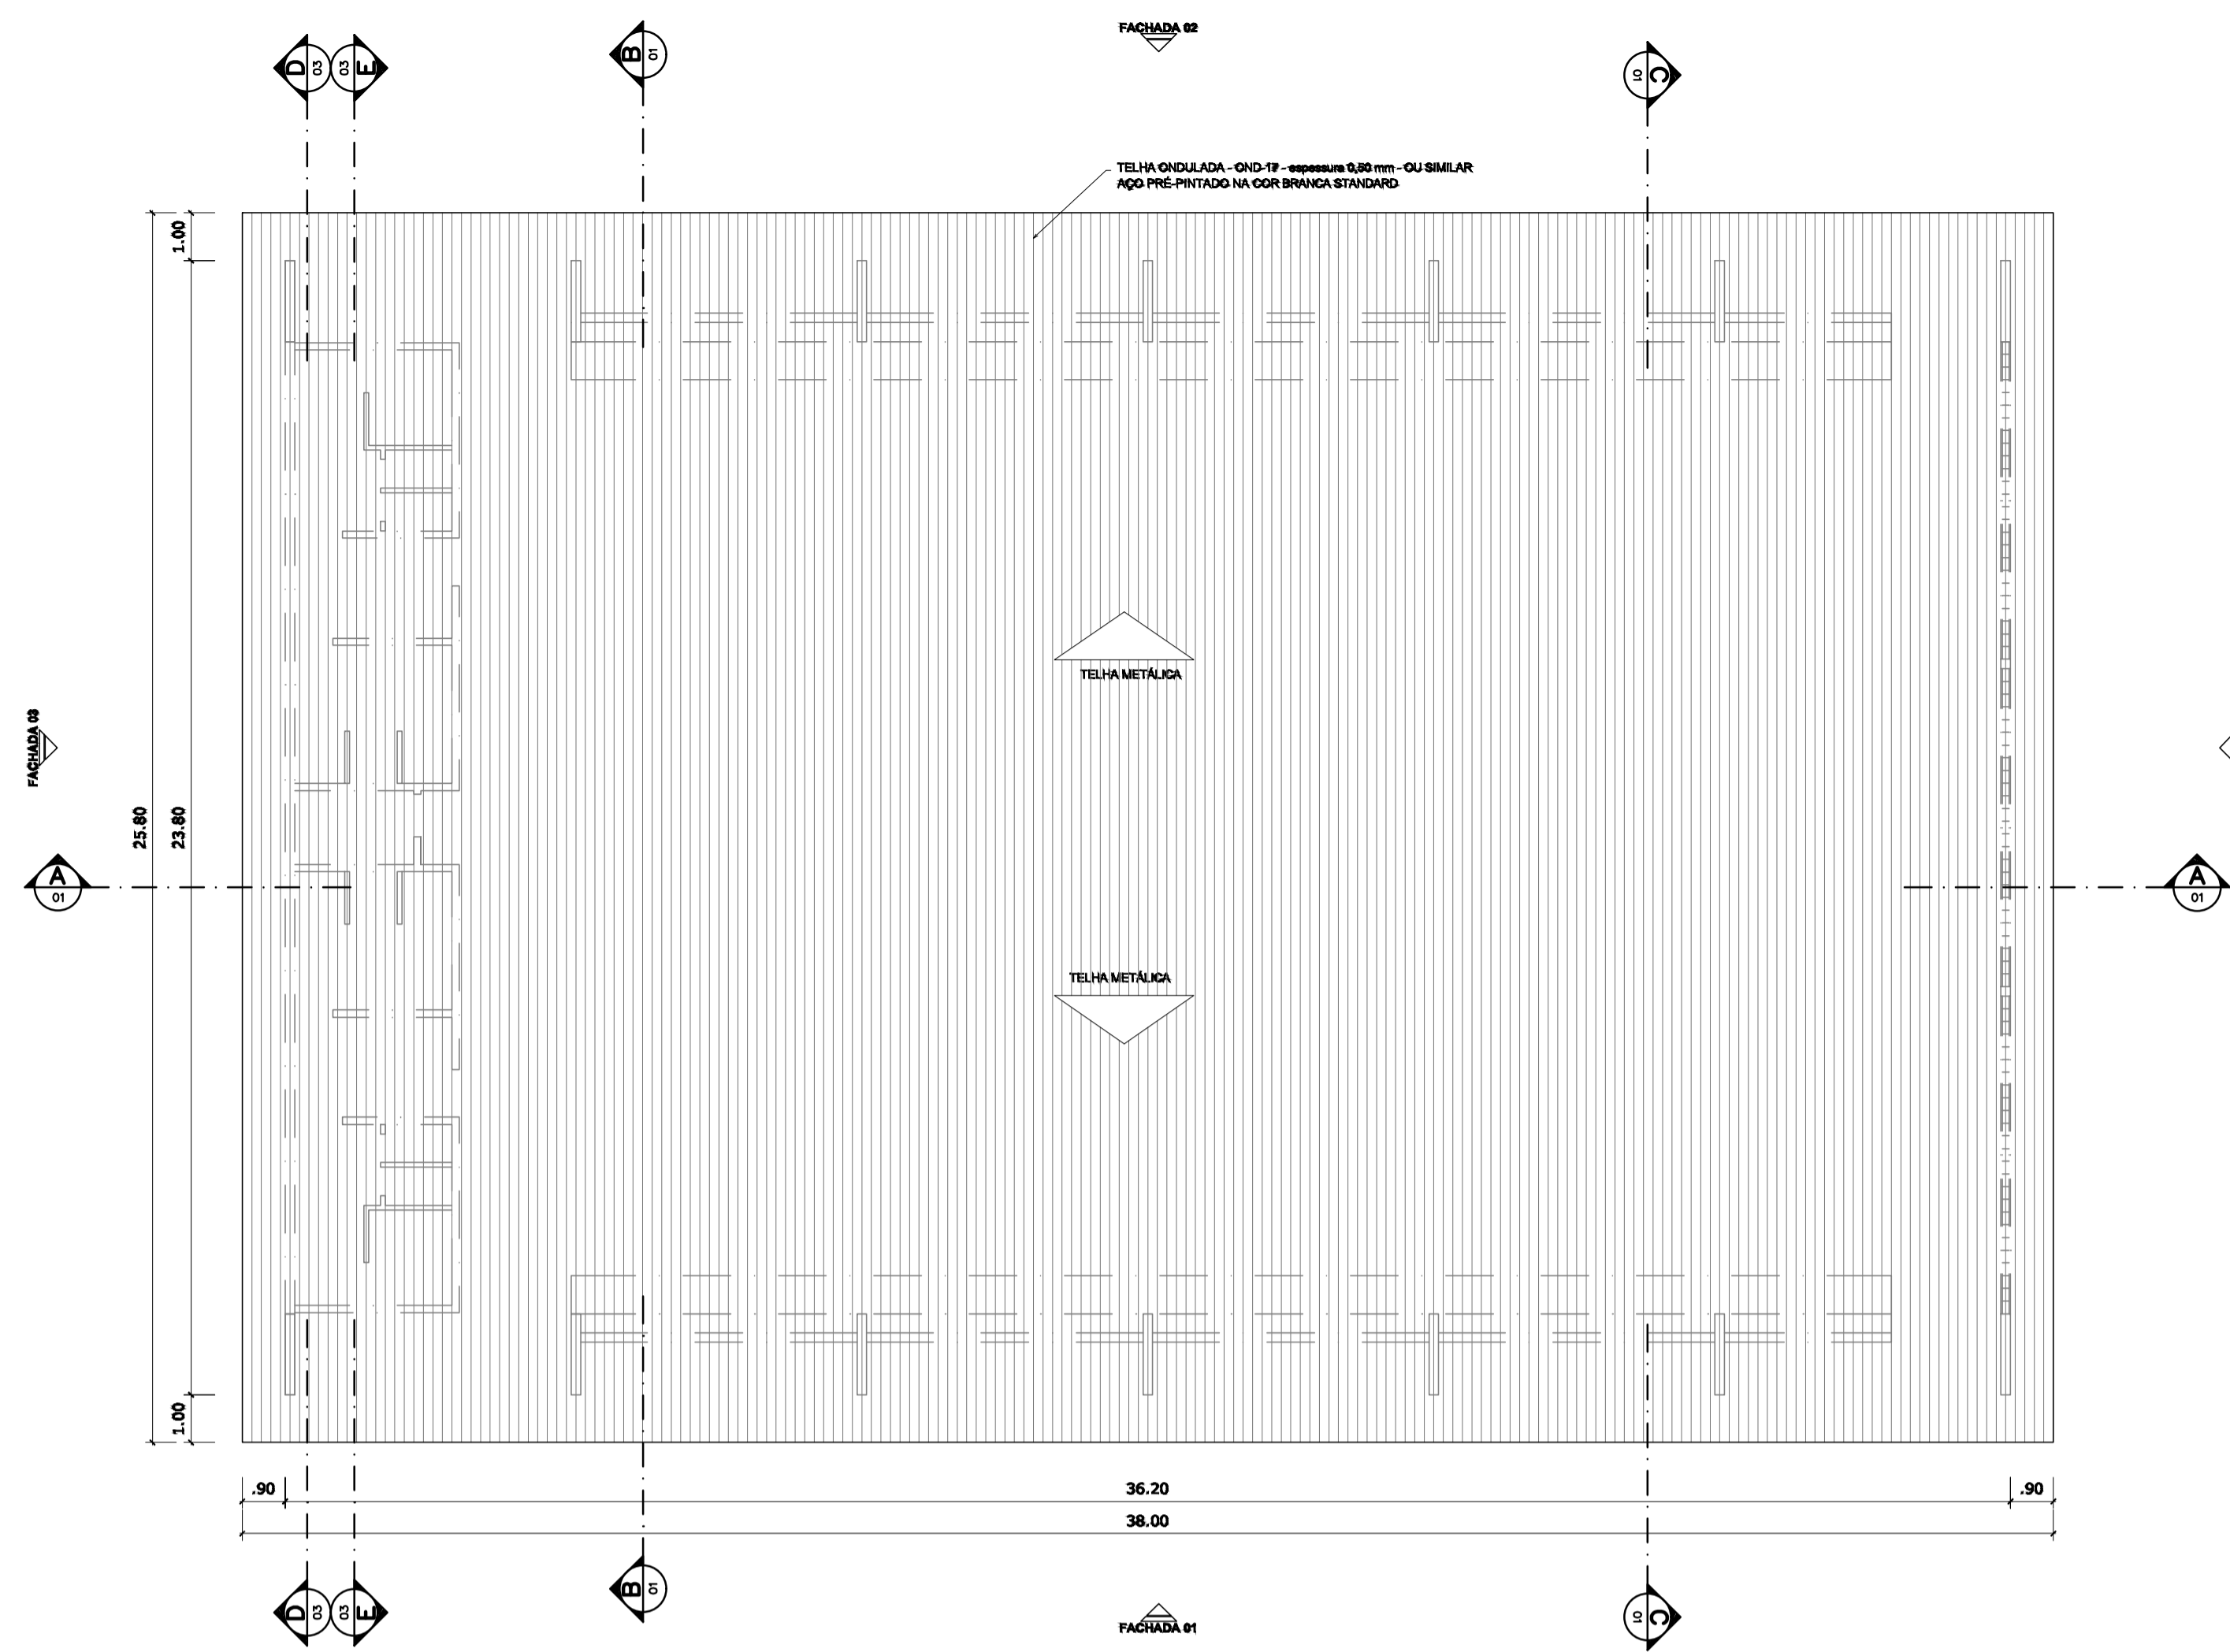 FACHADA 02
D
03
03
E
B
01
01
C
TELHA ONDULADA - OND-17 - espessura 0,50 mm - OU SIMILAR
AÇO PRÉ-PINTADO NA COR BRANCA STANDARD
1.00
TELHA METÁLICA
FACHADA 03
25.80
23.80
A
01
A
01
TELHA METÁLICA
1.00
.90
36.20
.90
38.00
D
03
03
E
B
01
01
C
FACHADA 01